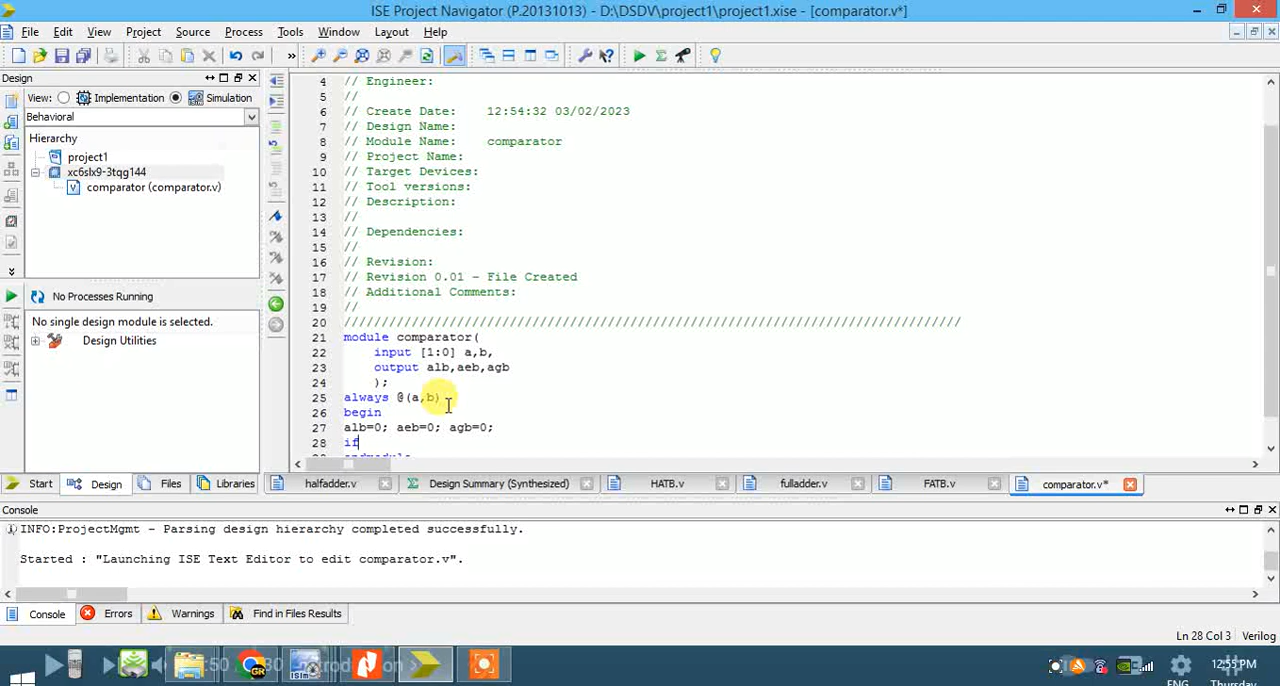 ISE Project Navigator (P.20131013) - D:\DSDV\project1\project1.xise - [comparator.v*]
File Edit View Project Source Process Tools Window Layout Help
Design
View: Implementation Simulation
Behavioral
Hierarchy
project1
xc6slx9-3tqg144
comparator (comparator.v)
No Processes Running
No single design module is selected.
Design Utilities
4 // Engineer:
5 //
6 // Create Date: 12:54:32 03/02/2023
7 // Design Name:
8 // Module Name: comparator
9 // Project Name:
10 // Target Devices:
11 // Tool versions:
12 // Description:
13 //
14 // Dependencies:
15 //
16 // Revision:
17 // Revision 0.01 - File Created
18 // Additional Comments:
19 //
20 //////////////////////////////////////////////////////////////////////////////////
21 module comparator(
22 input [1:0] a,b,
23 output alb,aeb,agb
24 );
25 always @(a,b)
26 begin
27 alb=0; aeb=0; agb=0;
28 if
endmodule
Start Design Files Libraries
halfadder.v Design Summary (Synthesized) HATB.v fulladder.v FATB.v comparator.v*
Console
INFO:ProjectMgmt - Parsing design hierarchy completed successfully.
Started : "Launching ISE Text Editor to edit comparator.v".
Console Errors Warnings Find in Files Results
Ln 28 Col 3 Verilog
12:55 PM
ENG
Thursday